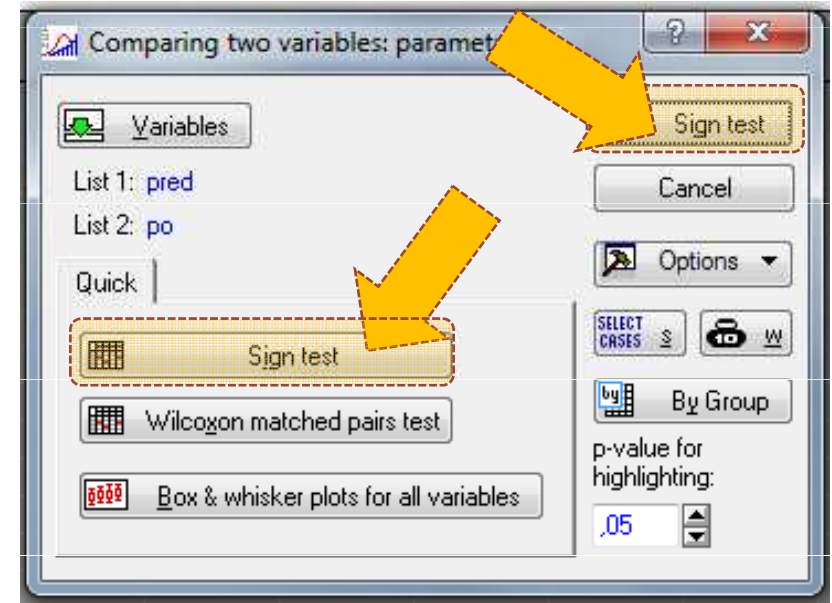 Comparing two variables: paramet
?
x
Variables
Sign test
List 1: pred
Cancel
List 2: po
Options
Quick
SELECT
CASES
S
W
Sign test
By Group
Wilcoxon matched pairs test
p-value for
highlighting:
Box & whisker plots for all variables
,05